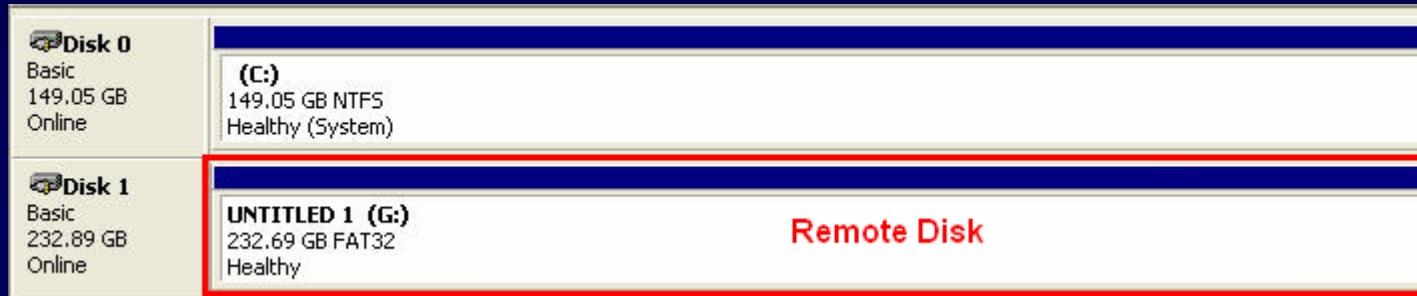 Disk 0
Basic
149.05 GB
Online
(C:)
149.05 GB NTFS
Healthy (System)
Disk 1
Basic
232.89 GB
Online
UNTITLED 1 (G:)
232.69 GB FAT32
Healthy
Remote Disk